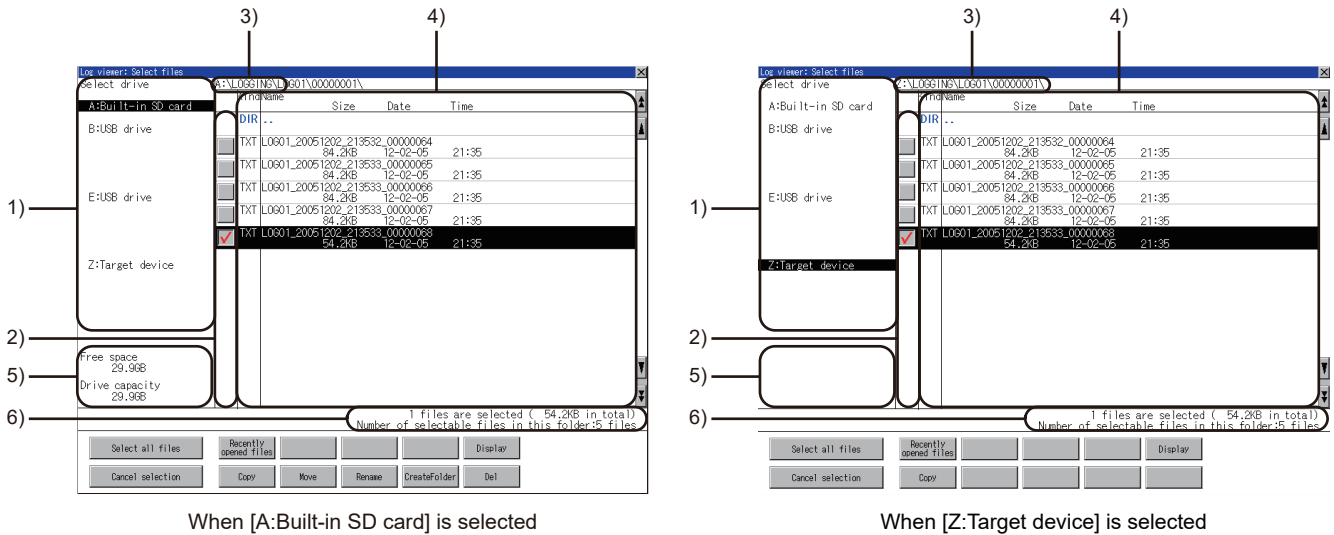 3) 4)
Log viewer: Select files
Select drive A:\LOGGING\LOG01\00000001\
Kind Name
Size Date Time
A:Built-in SD card
DIR ..
B:USB drive
TXT LOG01_20051202_213532_00000064
84.2KB 12-02-05 21:35
TXT LOG01_20051202_213533_00000065
84.2KB 12-02-05 21:35
TXT LOG01_20051202_213533_00000066
84.2KB 12-02-05 21:35
1) E:USB drive
TXT LOG01_20051202_213533_00000067
84.2KB 12-02-05 21:35
TXT LOG01_20051202_213533_00000068
54.2KB 12-02-05 21:35
Z:Target device
2)
Free space
29.9GB
5)
Drive capacity
29.9GB
6) 1 files are selected ( 54.2KB in total)
Number of selectable files in this folder:5 files
Select all files Recently opened files Display
Cancel selection Copy Move Rename CreateFolder Del
When [A:Built-in SD card] is selected
3) 4)
Log viewer: Select files
Select drive Z:\LOGGING\LOG01\00000001\
Kind Name
Size Date Time
A:Built-in SD card
DIR ..
B:USB drive
TXT LOG01_20051202_213532_00000064
84.2KB 12-02-05 21:35
TXT LOG01_20051202_213533_00000065
84.2KB 12-02-05 21:35
TXT LOG01_20051202_213533_00000066
84.2KB 12-02-05 21:35
1) E:USB drive
TXT LOG01_20051202_213533_00000067
84.2KB 12-02-05 21:35
TXT LOG01_20051202_213533_00000068
54.2KB 12-02-05 21:35
Z:Target device
2)
5)
6) 1 files are selected ( 54.2KB in total)
Number of selectable files in this folder:5 files
Select all files Recently opened files Display
Cancel selection Copy
When [Z:Target device] is selected